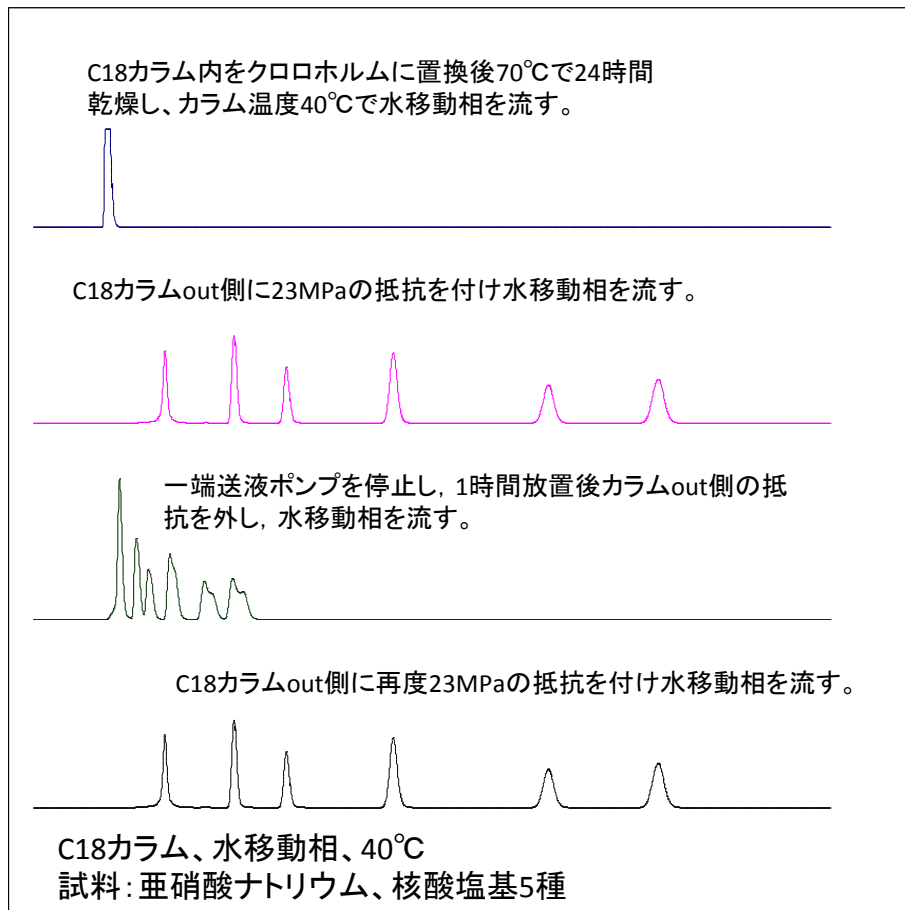 C18カラム内をクロロホルムに置換後70℃で24時間
乾燥し、カラム温度40℃で水移動相を流す。
C18カラムout側に23MPaの抵抗を付け水移動相を流す。
一端送液ポンプを停止し，1時間放置後カラムout側の抵
抗を外し，水移動相を流す。
C18カラムout側に再度23MPaの抵抗を付け水移動相を流す。
C18カラム、水移動相、40℃
試料：亜硝酸ナトリウム、核酸塩基5種